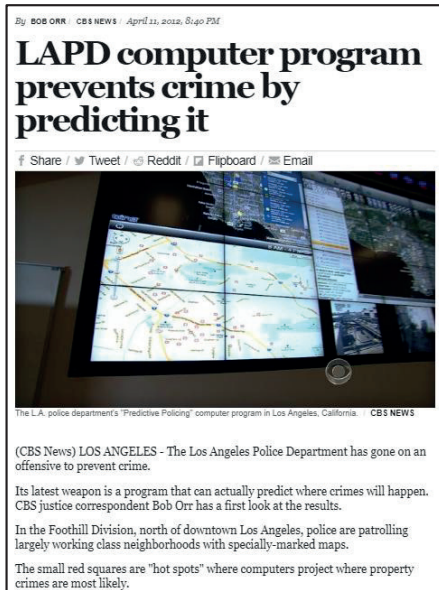 By BOB ORR / CBS NEWS / April 11, 2012, 8:40 PM
LAPD computer program
prevents crime by
predicting it
Share / Tweet / Reddit / Flipboard / Email
The L.A. police department's "Predictive Policing" computer program in Los Angeles, California. / CBS NEWS
(CBS News) LOS ANGELES - The Los Angeles Police Department has gone on an
offensive to prevent crime.
Its latest weapon is a program that can actually predict where crimes will happen.
CBS justice correspondent Bob Orr has a first look at the results.
In the Foothill Division, north of downtown Los Angeles, police are patrolling
largely working class neighborhoods with specially-marked maps.
The small red squares are "hot spots" where computers project where property
crimes are most likely.